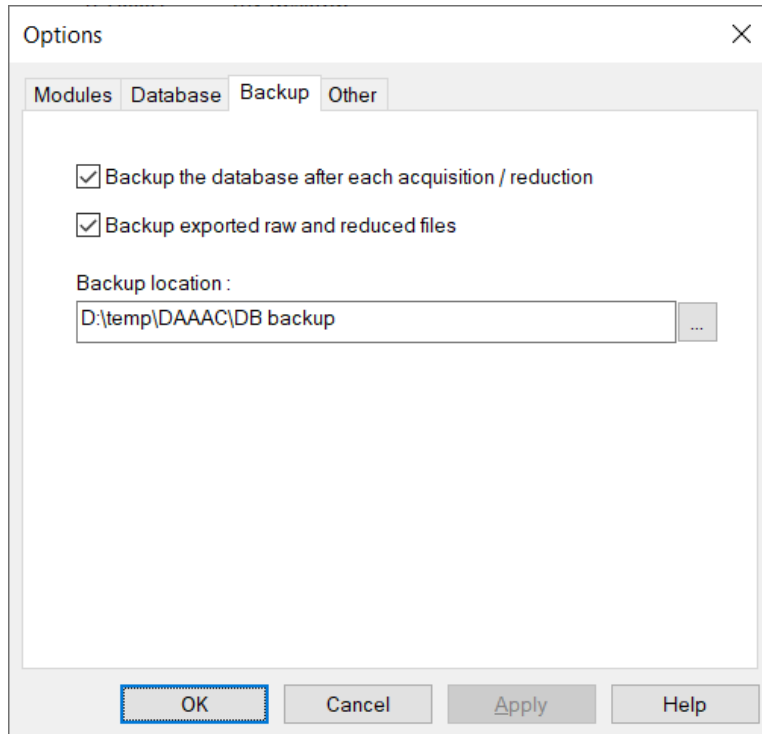 Options
Modules Database Backup Other
Backup the database after each acquisition / reduction
Backup exported raw and reduced files
Backup location :
D:\temp\DAAAC\DB backup
...
OK Cancel Apply Help